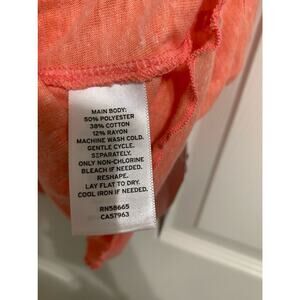 MAIN BODY:
50% POLYESTER
38% COTTON
12% RAYON
MACHINE WASH COLD.
GENTLE CYCLE.
SEPARATELY.
ONLY NON-CHLORINE
BLEACH IF NEEDED.
RESHAPE.
LAY FLAT TO DRY.
COOL IRON IF NEEDED.
RN58665
CA57963